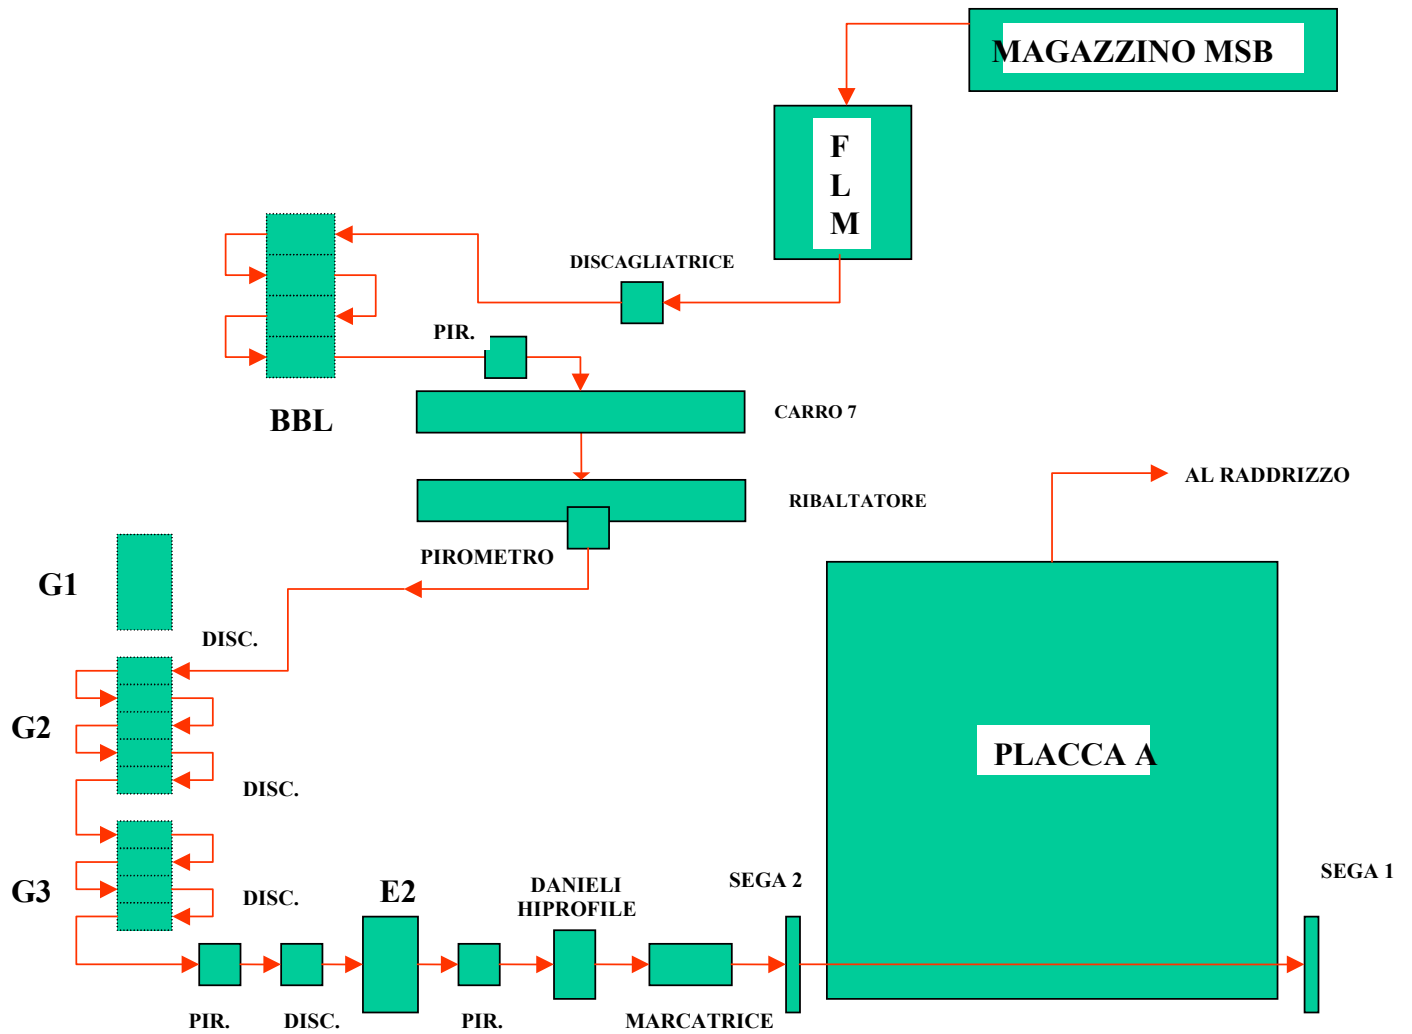 MAGAZZINO MSB
F
L
M
DISCAGLIATRICE
PIR.
BBL
CARRO 7
AL RADDRIZZO
RIBALTATORE
PIROMETRO
G1
DISC.
G2
PLACCA A
DISC.
G3
DISC.
E2
DANIELI
HIPROFILE
SEGA 2
SEGA 1
PIR.
DISC.
PIR.
MARCATRICE